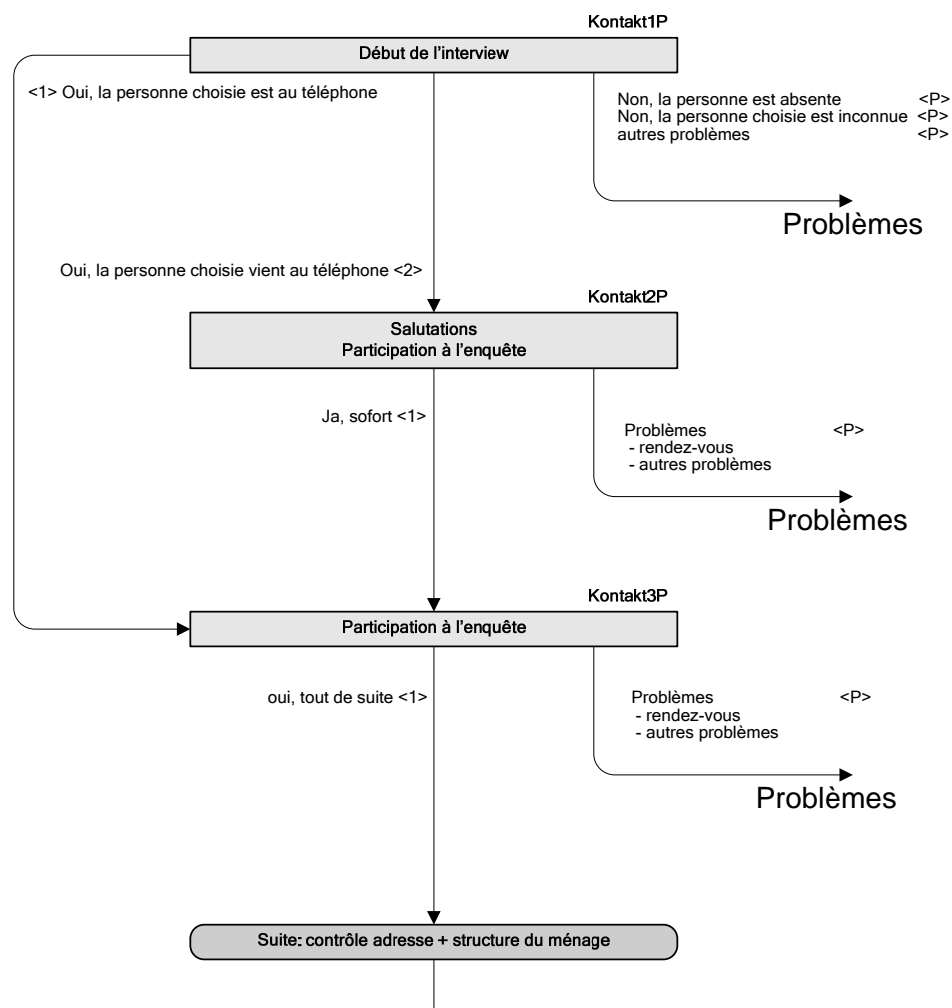 Kontakt1P
Début de l'interview
<1> Oui, la personne choisie est au téléphone
Non, la personne est absente <P>
Non, la personne choisie est inconnue <P>
autres problèmes <P>
Problèmes
Oui, la personne choisie vient au téléphone <2>
Kontakt2P
Salutations
Participation à l'enquête
Ja, sofort <1>
Problèmes <P>
- rendez-vous
- autres problèmes
Problèmes
Kontakt3P
Participation à l'enquête
oui, tout de suite <1>
Problèmes <P>
- rendez-vous
- autres problèmes
Problèmes
Suite: contrôle adresse + structure du ménage